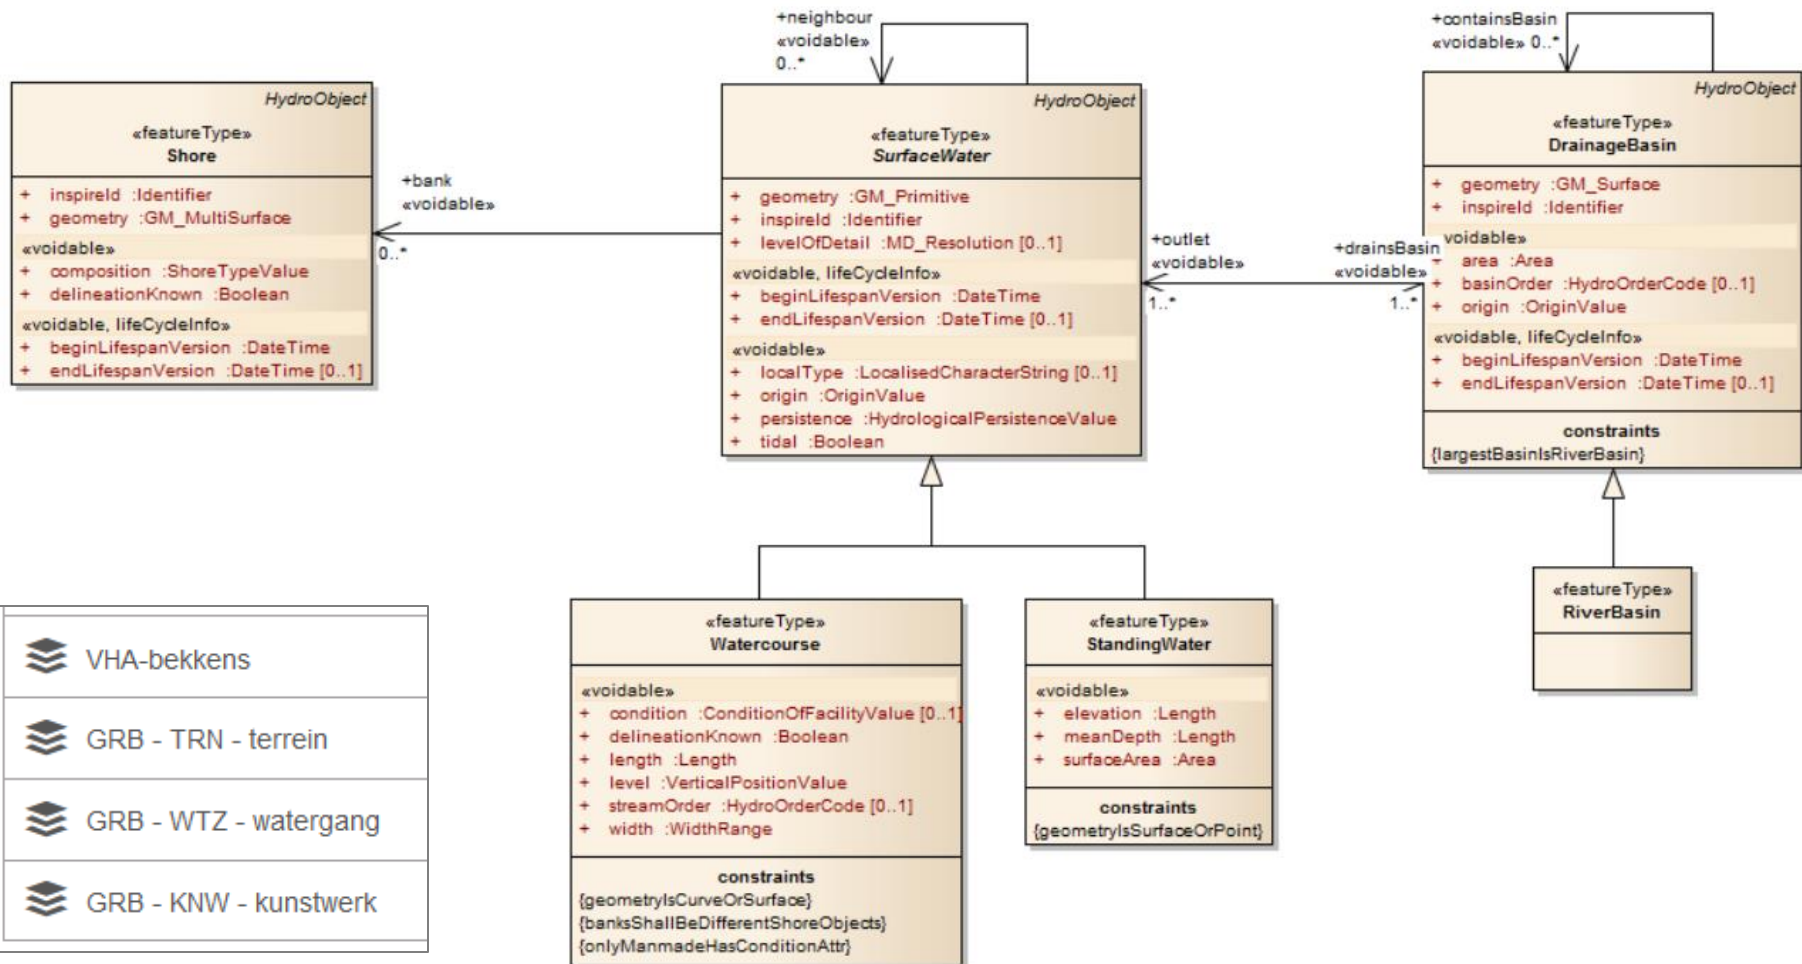 +neighbour
«voidable»
0..*
+containsBasin
«voidable» 0..*
HydroObject
«featureType»
Shore
+ inspireId :Identifier
+ geometry :GM_MultiSurface
«voidable»
+ composition :ShoreTypeValue
+ delineationKnown :Boolean
«voidable, lifeCycleInfo»
+ beginLifespanVersion :DateTime
+ endLifespanVersion :DateTime [0..1]
+bank
«voidable»
0..*
HydroObject
«featureType»
SurfaceWater
+ geometry :GM_Primitive
+ inspireId :Identifier
+ levelOfDetail :MD_Resolution [0..1]
«voidable, lifeCycleInfo»
+ beginLifespanVersion :DateTime
+ endLifespanVersion :DateTime [0..1]
«voidable»
+ localType :LocalisedCharacterString [0..1]
+ origin :OriginValue
+ persistence :HydrologicalPersistenceValue
+ tidal :Boolean
+outlet
«voidable»
1..*
+drainsBasin
«voidable»
1..*
HydroObject
«featureType»
DrainageBasin
+ geometry :GM_Surface
+ inspireId :Identifier
voidable»
+ area :Area
+ basinOrder :HydroOrderCode [0..1]
+ origin :OriginValue
«voidable, lifeCycleInfo»
+ beginLifespanVersion :DateTime
+ endLifespanVersion :DateTime [0..1]
constraints
{largestBasinIsRiverBasin}
«featureType»
RiverBasin
«featureType»
Watercourse
«voidable»
+ condition :ConditionOfFacilityValue [0..1]
+ delineationKnown :Boolean
+ length :Length
+ level :VerticalPositionValue
+ streamOrder :HydroOrderCode [0..1]
+ width :WidthRange
constraints
{geometryIsCurveOrSurface}
{banksShallBeDifferentShoreObjects}
{onlyManmadeHasConditionAttr}
«featureType»
StandingWater
«voidable»
+ elevation :Length
+ meanDepth :Length
+ surfaceArea :Area
constraints
{geometryIsSurfaceOrPoint}
VHA-bekkens
GRB - TRN - terrein
GRB - WTZ - watergang
GRB - KNW - kunstwerk